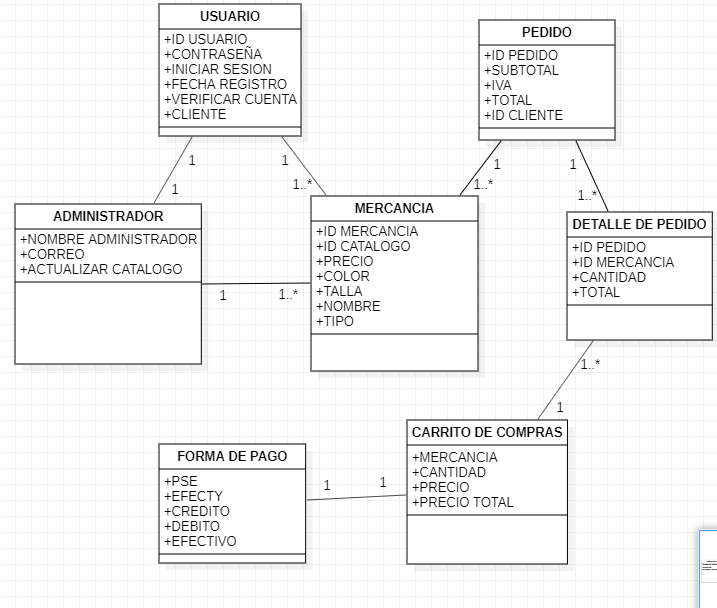 USUARIO
+ID USUARIO
+CONTRASEÑA
+INICIAR SESION
+FECHA REGISTRO
+VERIFICAR CUENTA
+CLIENTE
PEDIDO
+ID PEDIDO
+SUBTOTAL
+IVA
+TOTAL
+ID CLIENTE
1
1
1
1..*
1
1..*
1
1..*
ADMINISTRADOR
+NOMBRE ADMINISTRADOR
+CORREO
+ACTUALIZAR CATALOGO
MERCANCIA
+ID MERCANCIA
+ID CATALOGO
+PRECIO
+COLOR
+TALLA
+NOMBRE
+TIPO
DETALLE DE PEDIDO
+ID PEDIDO
+ID MERCANCIA
+CANTIDAD
+TOTAL
1
1..*
1..*
1
FORMA DE PAGO
+PSE
+EFECTY
+CREDITO
+DEBITO
+EFECTIVO
1
1
CARRITO DE COMPRAS
+MERCANCIA
+CANTIDAD
+PRECIO
+PRECIO TOTAL